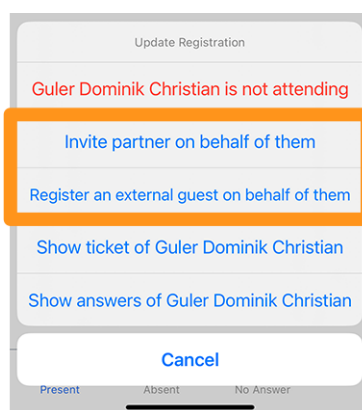 Update Registration
Guler Dominik Christian is not attending
Invite partner on behalf of them
Register an external guest on behalf of them
Show ticket of Guler Dominik Christian
Show answers of Guler Dominik Christian
Cancel
Present Absent No Answer